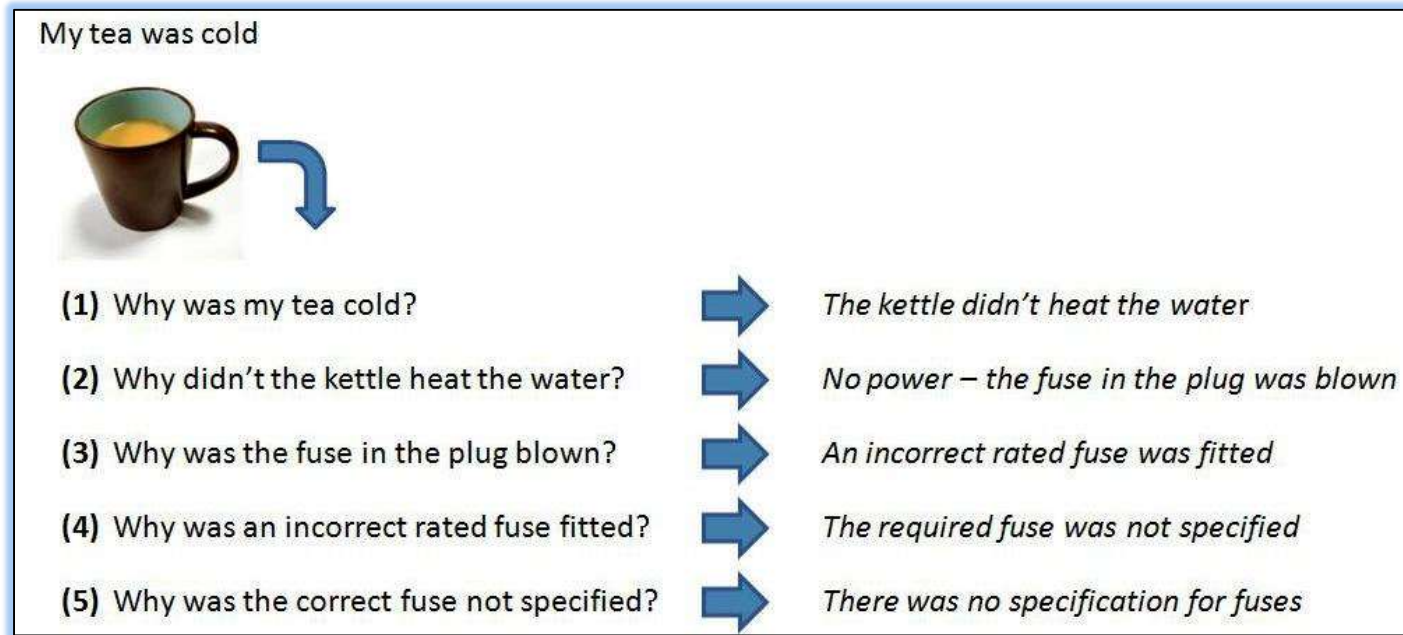 My tea was cold
(1) Why was my tea cold? The kettle didn't heat the water
(2) Why didn't the kettle heat the water? No power – the fuse in the plug was blown
(3) Why was the fuse in the plug blown? An incorrect rated fuse was fitted
(4) Why was an incorrect rated fuse fitted? The required fuse was not specified
(5) Why was the correct fuse not specified? There was no specification for fuses